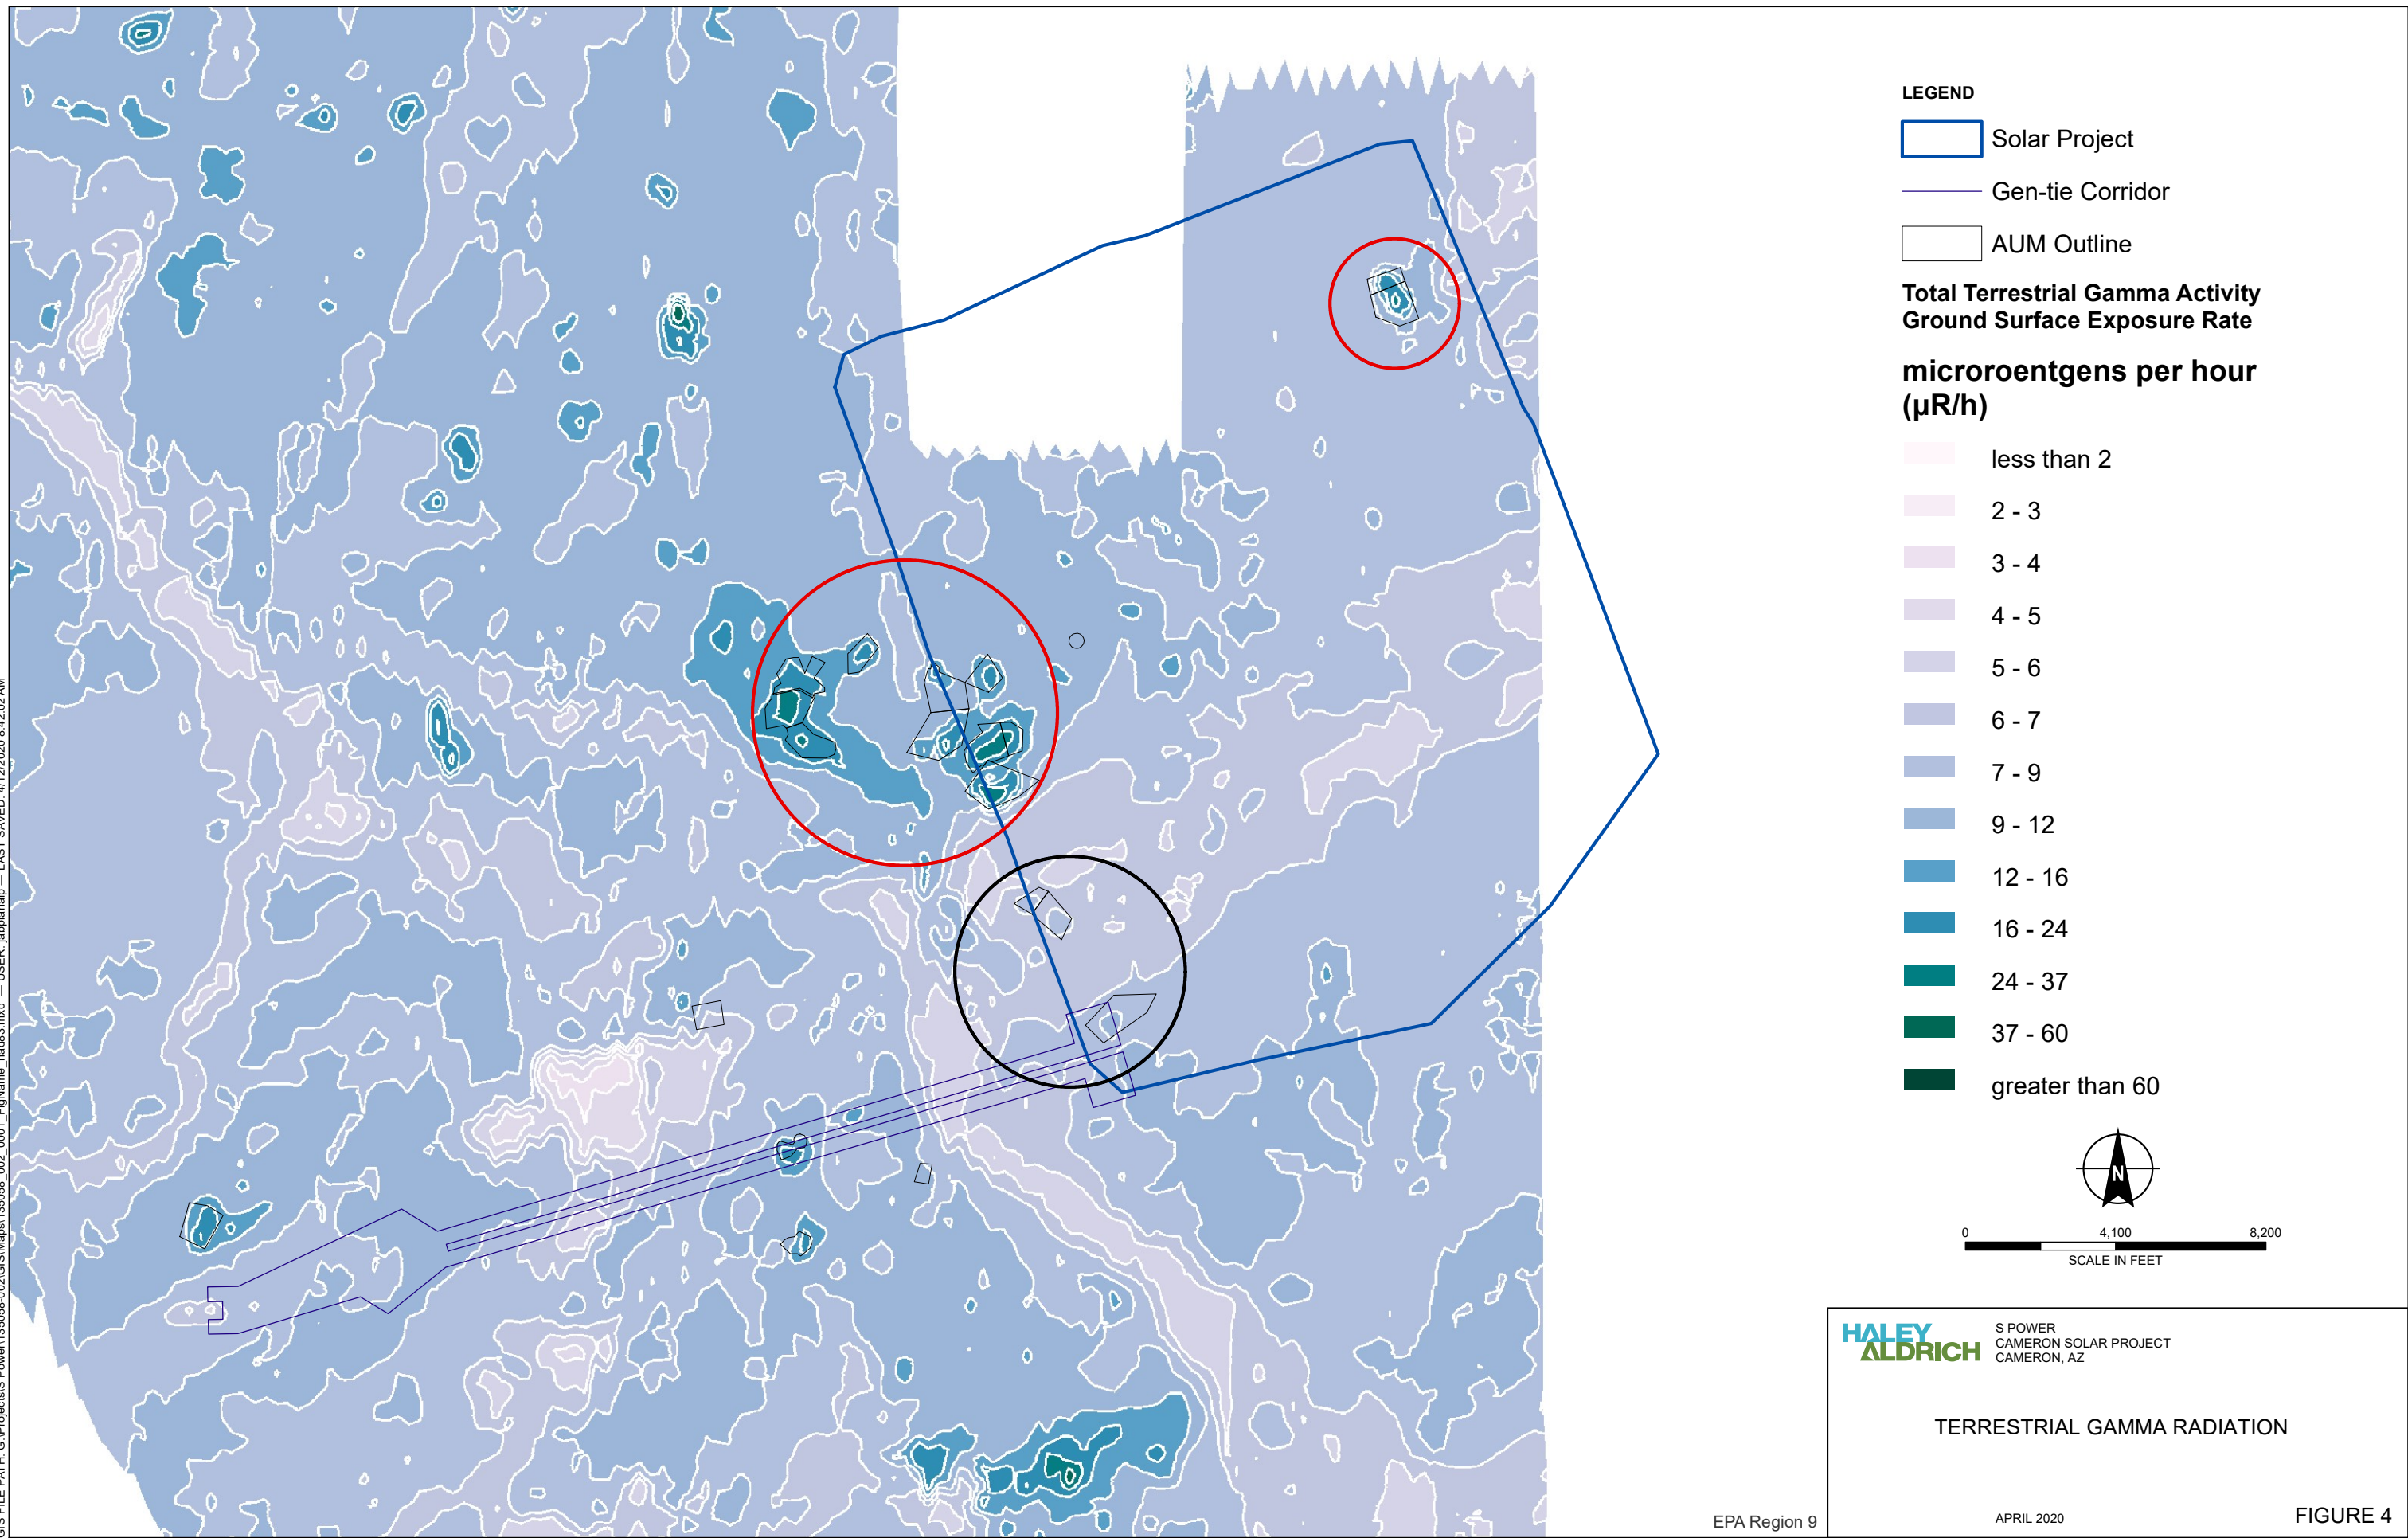 LEGEND
Solar Project
Gen-tie Corridor
AUM Outline
Total Terrestrial Gamma Activity
Ground Surface Exposure Rate
microroentgens per hour
(µR/h)
less than 2
2 - 3
3 - 4
4 - 5
5 - 6
6 - 7
7 - 9
9 - 12
12 - 16
16 - 24
24 - 37
37 - 60
greater than 60
N
0 4,100 8,200
SCALE IN FEET
HALEY
ALDRICH
S POWER
CAMERON SOLAR PROJECT
CAMERON, AZ
TERRESTRIAL GAMMA RADIATION
APRIL 2020
FIGURE 4
EPA Region 9